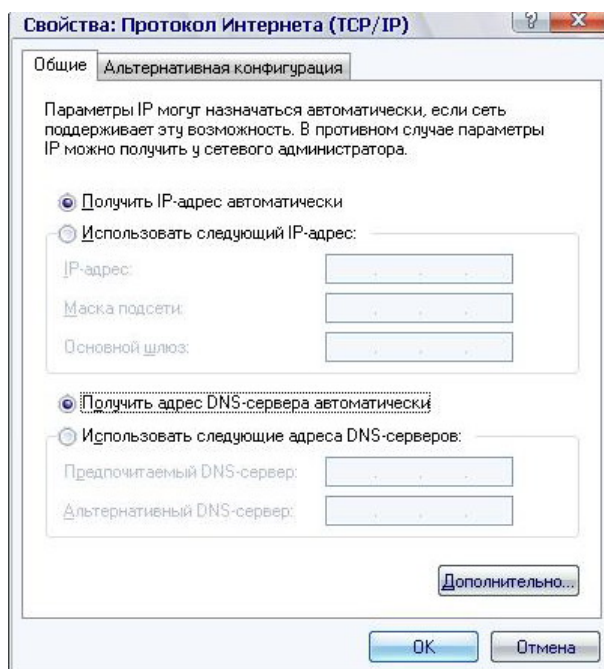 Свойства: Протокол Интернета (TCP/IP)
Общие
Альтернативная конфигурация
Параметры IP могут назначаться автоматически, если сеть
поддерживает эту возможность. В противном случае параметры
IP можно получить у сетевого администратора.
Получить IP-адрес автоматически
Использовать следующий IP-адрес:
IP-адрес:
Маска подсети:
Основной шлюз:
Получить адрес DNS-сервера автоматически
Использовать следующие адреса DNS-серверов:
Предпочитаемый DNS-сервер:
Альтернативный DNS-сервер:
Дополнительно...
OK
Отмена